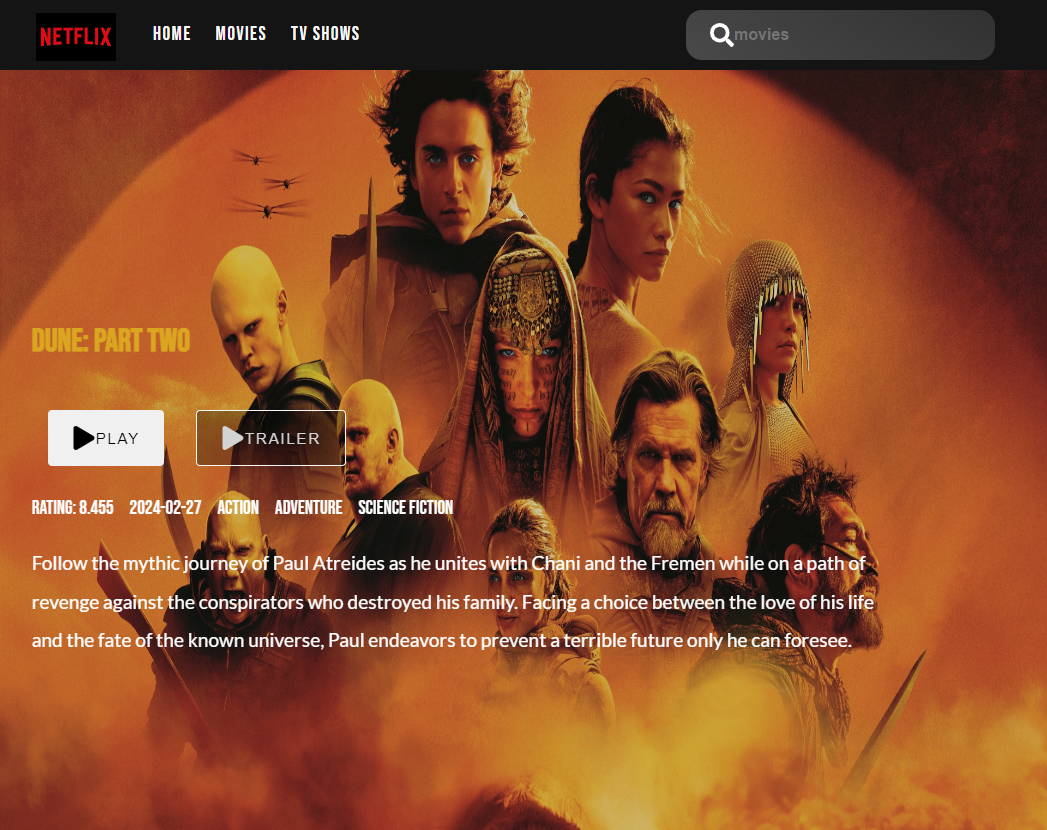 NETFLIX HOME MOVIES TV SHOWS movies
DUNE: PART TWO
PLAY TRAILER
RATING: 8.455 2024-02-27 ACTION ADVENTURE SCIENCE FICTION
Follow the mythic journey of Paul Atreides as he unites with Chani and the Fremen while on a path of
revenge against the conspirators who destroyed his family. Facing a choice between the love of his life
and the fate of the known universe, Paul endeavors to prevent a terrible future only he can foresee.